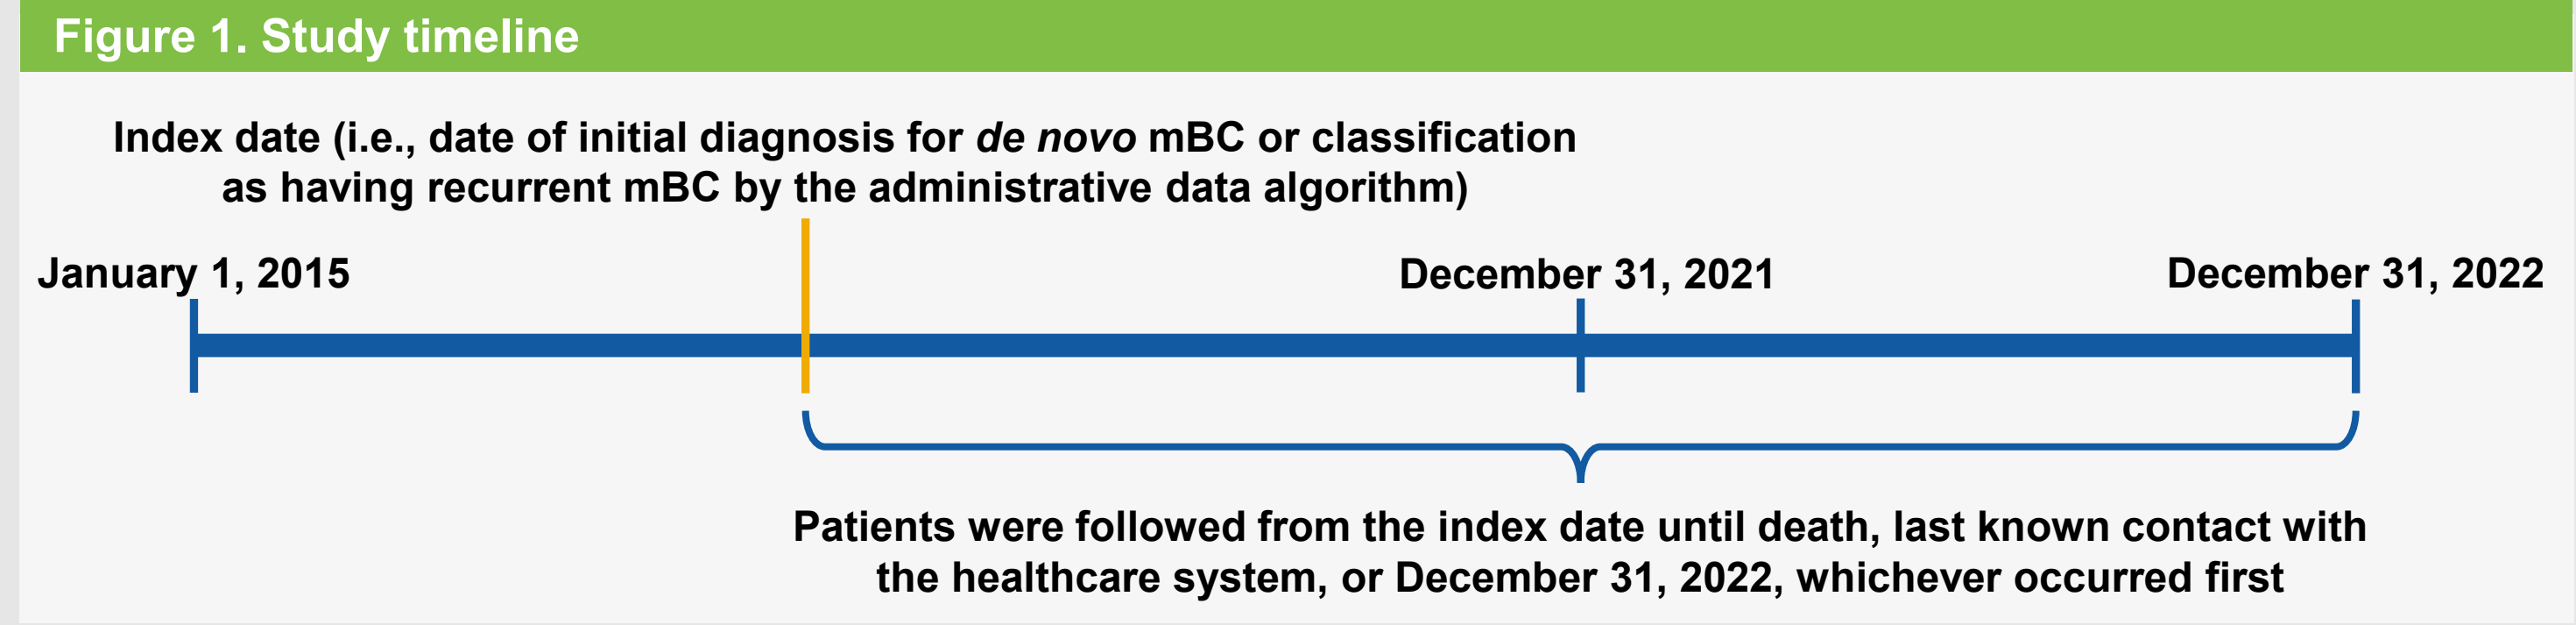 Figure 1. Study timeline
Index date (i.e., date of initial diagnosis for de novo mBC or classification
as having recurrent mBC by the administrative data algorithm)
January 1, 2015
December 31, 2021
December 31, 2022
Patients were followed from the index date until death, last known contact with
the healthcare system, or December 31, 2022, whichever occurred first